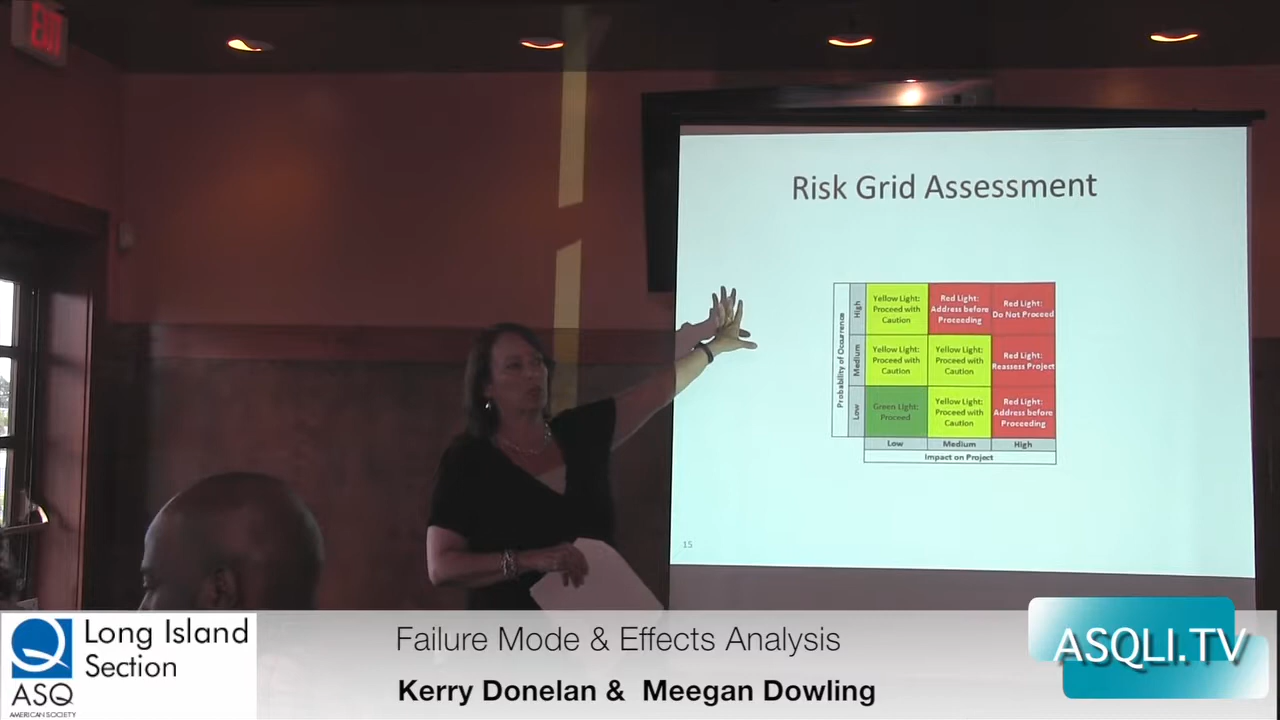 EXIT
Risk Grid Assessment
Probability of Occurrence
High
Yellow Light:
Proceed with
Caution
Red Light:
Address before
Proceeding
Red Light:
Do Not Proceed
Medium
Yellow Light:
Proceed with
Caution
Yellow Light:
Proceed with
Caution
Red Light:
Reassess Project
Low
Green Light:
Proceed
Yellow Light:
Proceed with
Caution
Red Light:
Address before
Proceeding
Low
Medium
High
Impact on Project
15
Long Island
Section
ASQ
AMERICAN SOCIETY
Failure Mode & Effects Analysis
Kerry Donelan & Meegan Dowling
ASQLI.TV